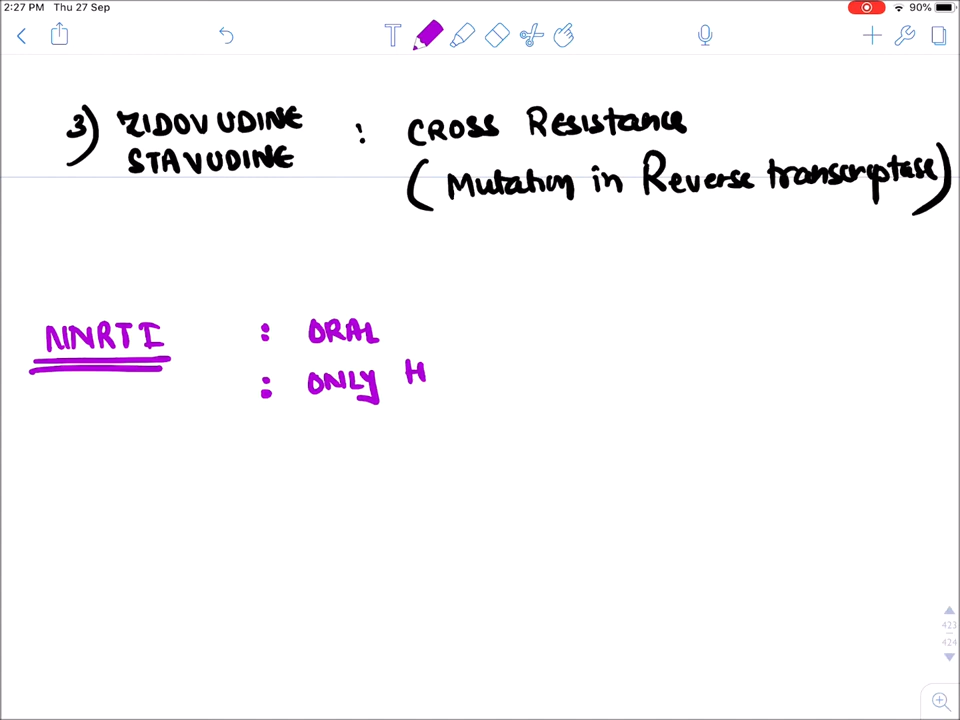 2:27 PM Thu 27 Sep 90%
T
3) ZIDOVUDINE : CROSS Resistance
STAVUDINE (Mutation in Reverse transcriptase)
NNRTI : ORAL
: ONLY H
423
424